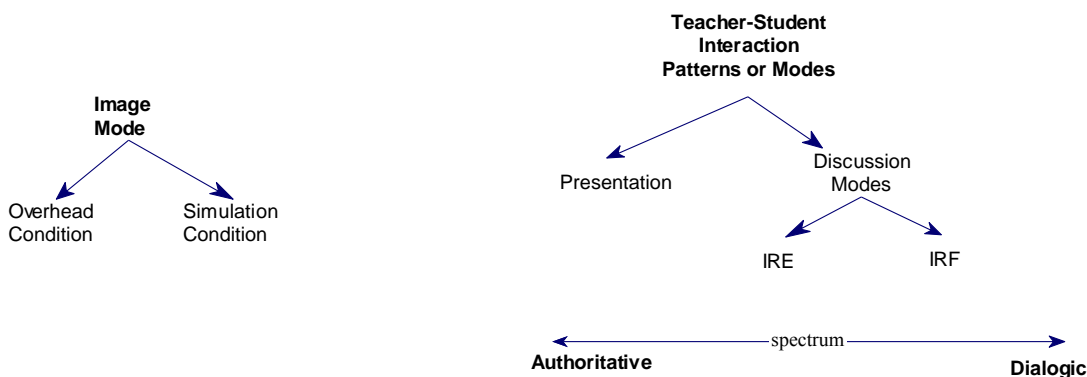 Image
Mode
Overhead
Condition
Simulation
Condition
Teacher-Student
Interaction
Patterns or Modes
Presentation
Discussion
Modes
IRE
IRF
spectrum
Authoritative
Dialogic